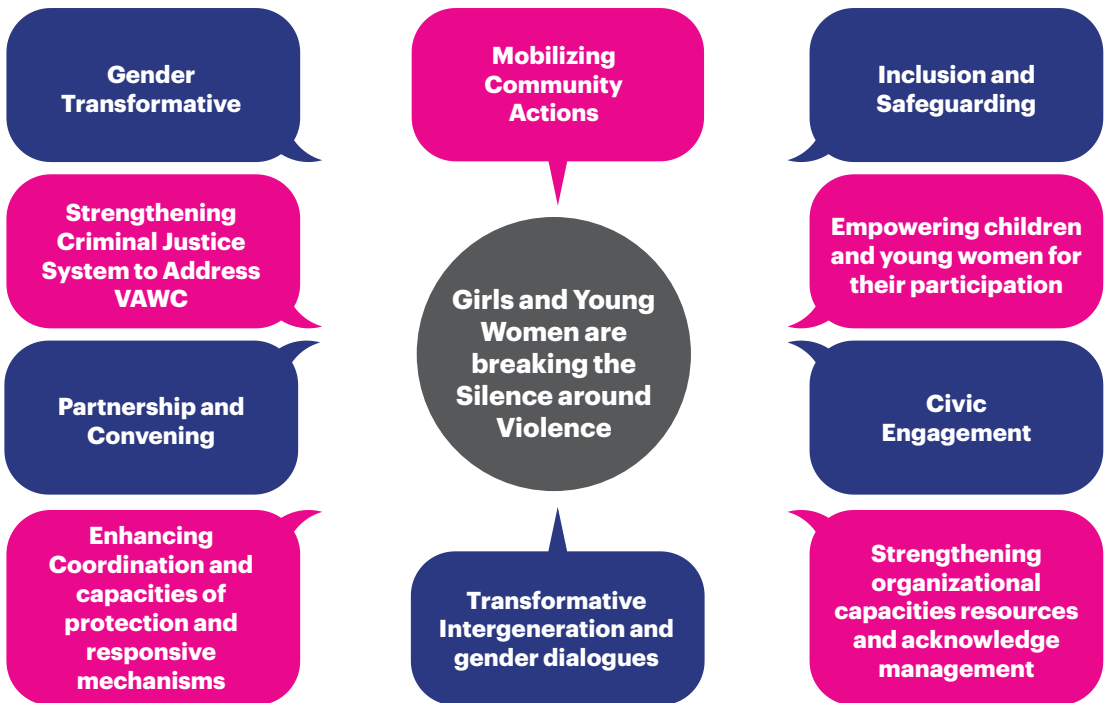 Gender
Transformative
Mobilizing
Community
Actions
Inclusion and
Safeguarding
Strengthening
Criminal Justice
System to Address
VAWC
Girls and Young
Women are
breaking the
Silence around
Violence
Empowering children
and young women for
their participation
Partnership and
Convening
Civic
Engagement
Enhancing
Coordination and
capacities of
protection and
responsive
mechanisms
Transformative
Intergeneration and
gender dialogues
Strengthening
organizational
capacities resources
and acknowledge
management